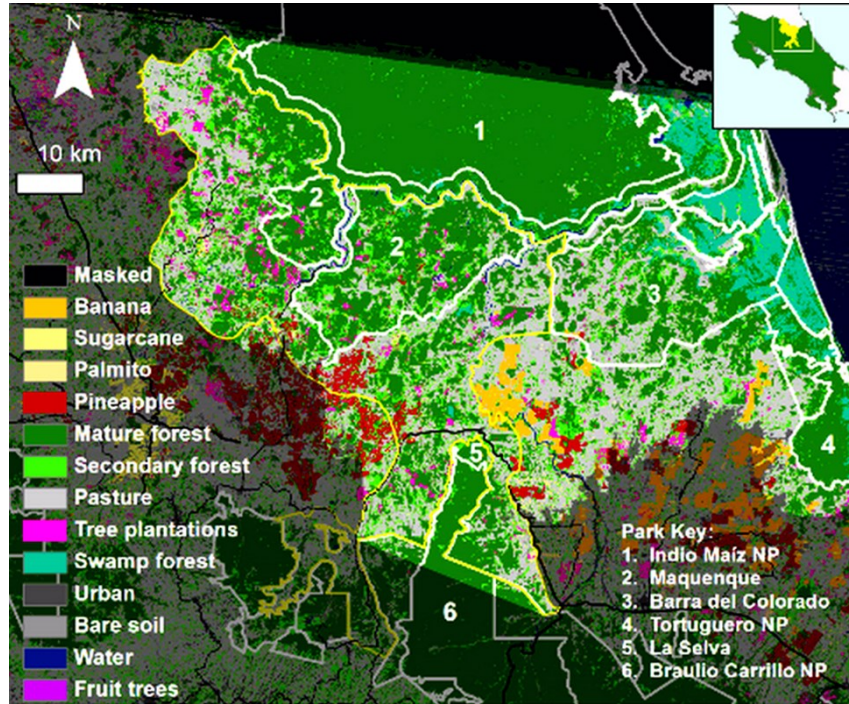 N
10 km
1
2
2
3
4
5
6
Masked
Banana
Sugarcane
Palmito
Pineapple
Mature forest
Secondary forest
Pasture
Tree plantations
Swamp forest
Urban
Bare soil
Water
Fruit trees
Park Key:
1. Indio Maíz NP
2. Maquenque
3. Barra del Colorado
4. Tortuguero NP
5. La Selva
6. Braulio Carrillo NP